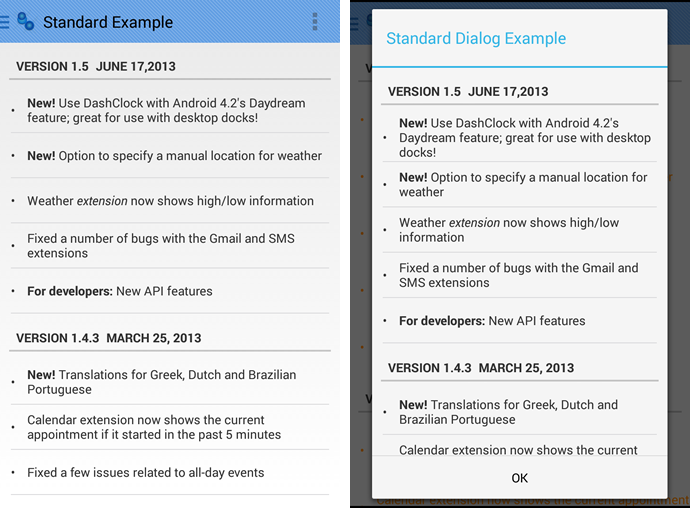 Standard Example
VERSION 1.5 JUNE 17,2013
• New! Use DashClock with Android 4.2's Daydream
feature; great for use with desktop docks!
• New! Option to specify a manual location for weather
• Weather extension now shows high/low information
• Fixed a number of bugs with the Gmail and SMS
extensions
• For developers: New API features
VERSION 1.4.3 MARCH 25, 2013
• New! Translations for Greek, Dutch and Brazilian
Portuguese
• Calendar extension now shows the current
appointment if it started in the past 5 minutes
• Fixed a few issues related to all-day events
Standard Dialog Example
VERSION 1.5 JUNE 17,2013
• New! Use DashClock with Android 4.2's
Daydream feature; great for use with desktop
docks!
• New! Option to specify a manual location for
weather
• Weather extension now shows high/low
information
• Fixed a number of bugs with the Gmail and
SMS extensions
• For developers: New API features
VERSION 1.4.3 MARCH 25, 2013
• New! Translations for Greek, Dutch and
Brazilian Portuguese
Calendar extension now shows the current
OK
Calendar extension now shows the current appointment